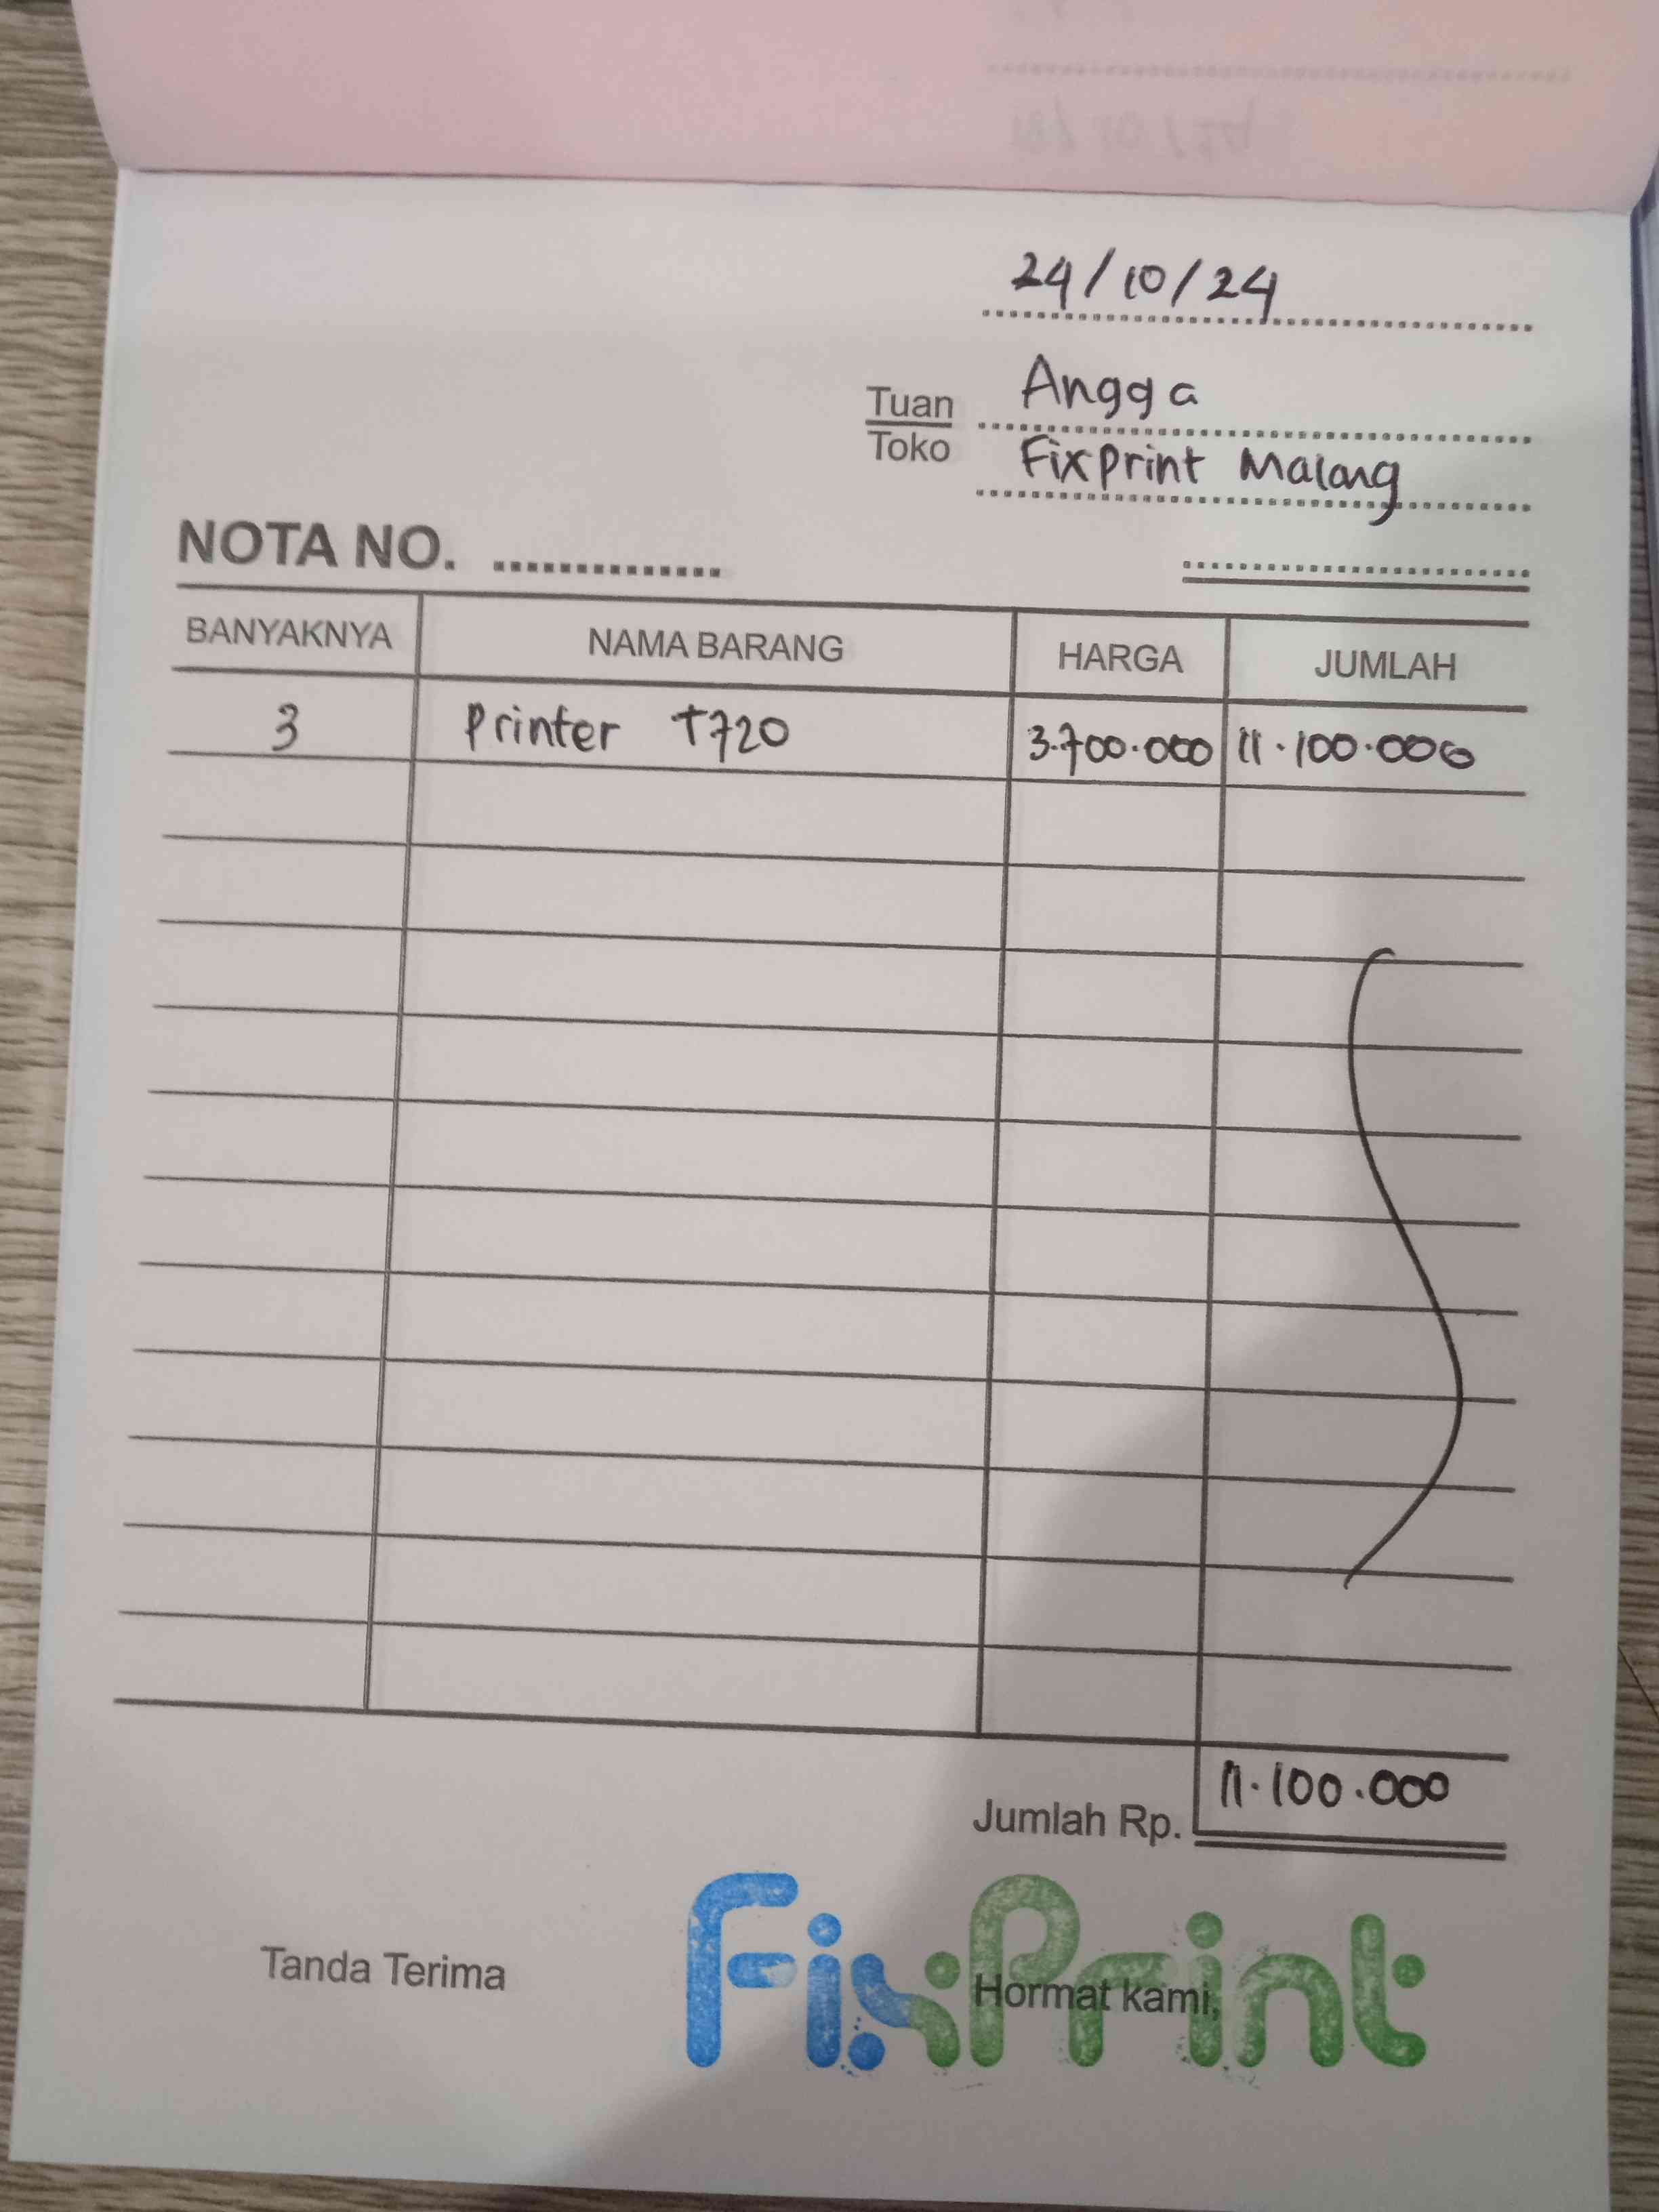 24/10/24
Tuan Angga
Toko Fixprint Malang
NOTA NO.
BANYAKNYA NAMA BARANG HARGA JUMLAH
3 Printer T720 3.700.000 11.100.000
Jumlah Rp. 11.100.000
Tanda Terima Hormat kami,
FixPrint